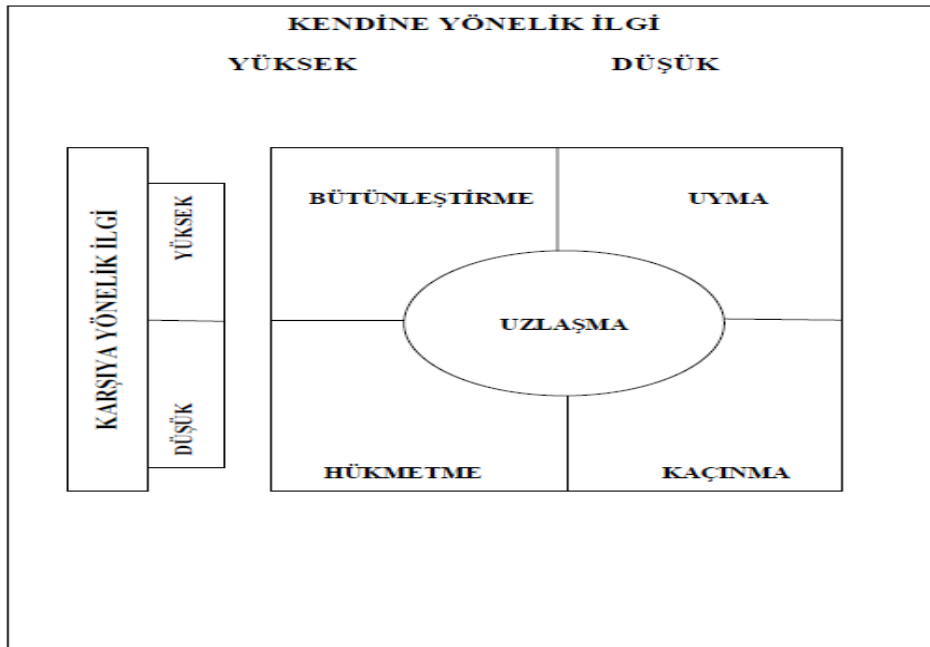 KENDİNE YÖNELİK İLGİ
YÜKSEK DÜŞÜK
KARŞIYA YÖNELİK İLGİ
YÜKSEK
DÜŞÜK
BÜTÜNLEŞTİRME UYMA
UZLAŞMA
HÜKMETME KAÇINMA